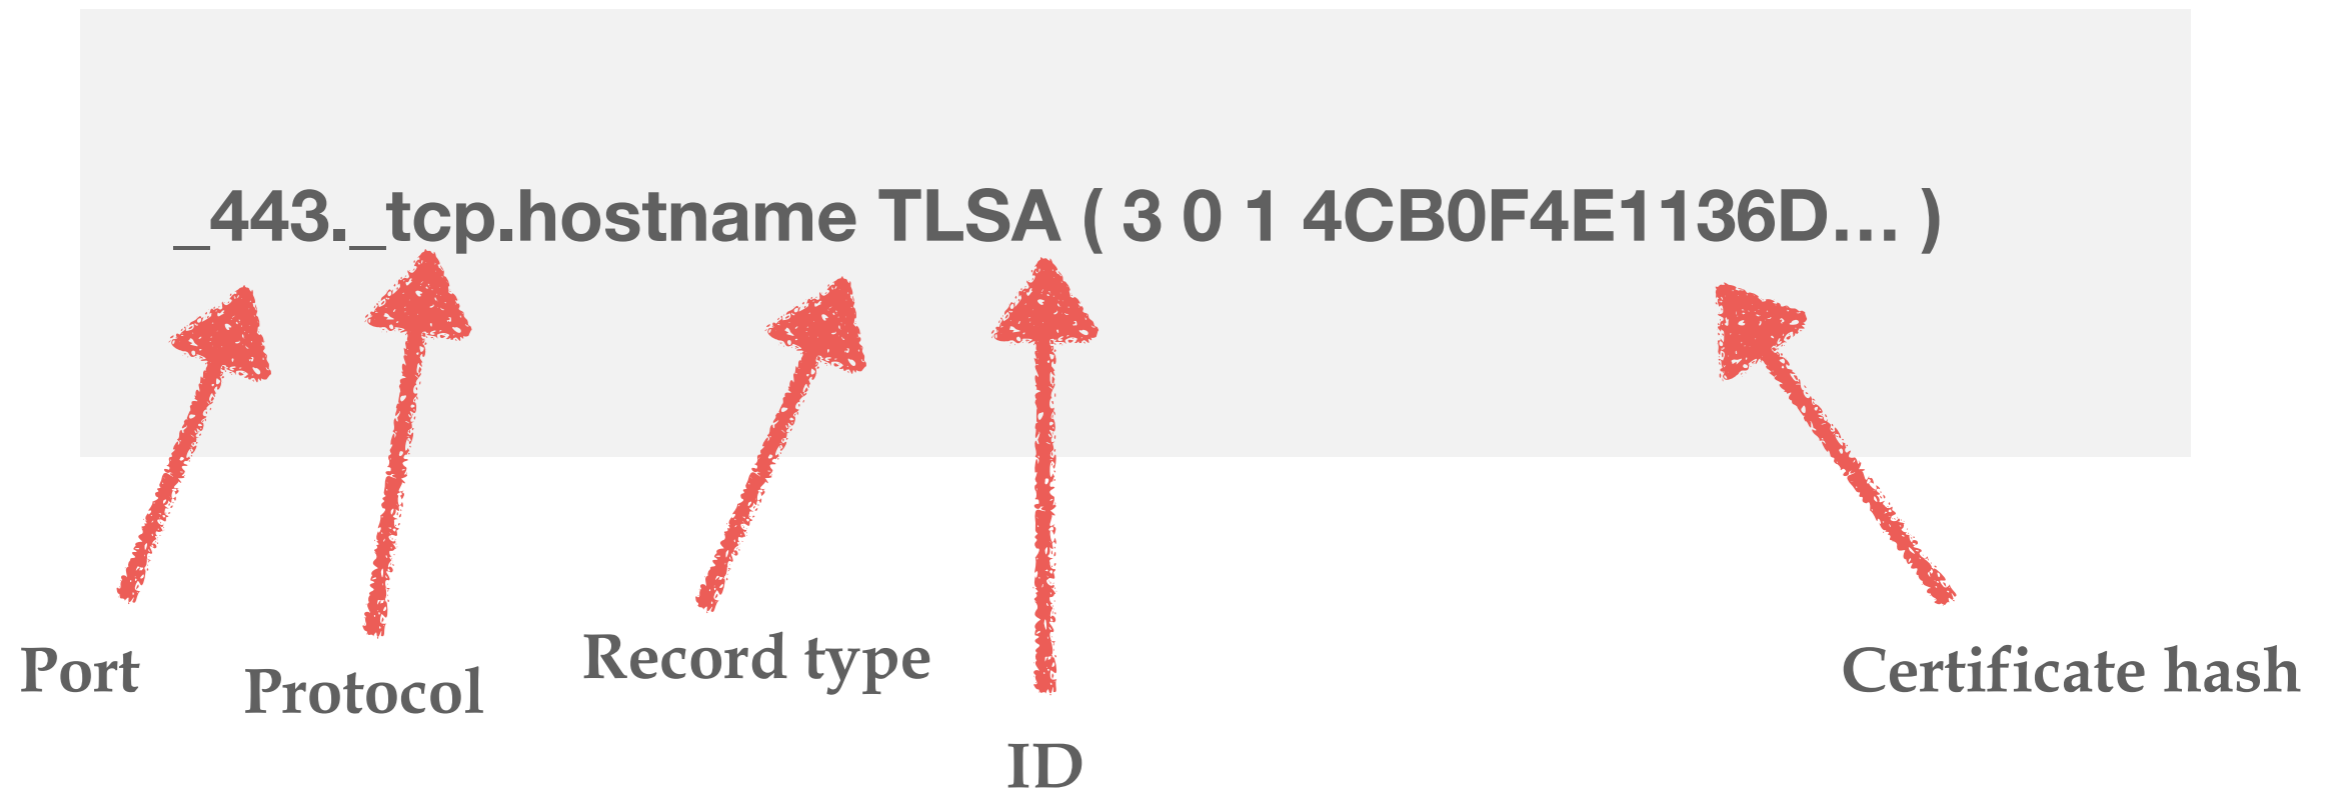 _443._tcp.hostname TLSA ( 3 0 1 4CB0F4E1136D… )
Port
Protocol
Record type
ID
Certificate hash